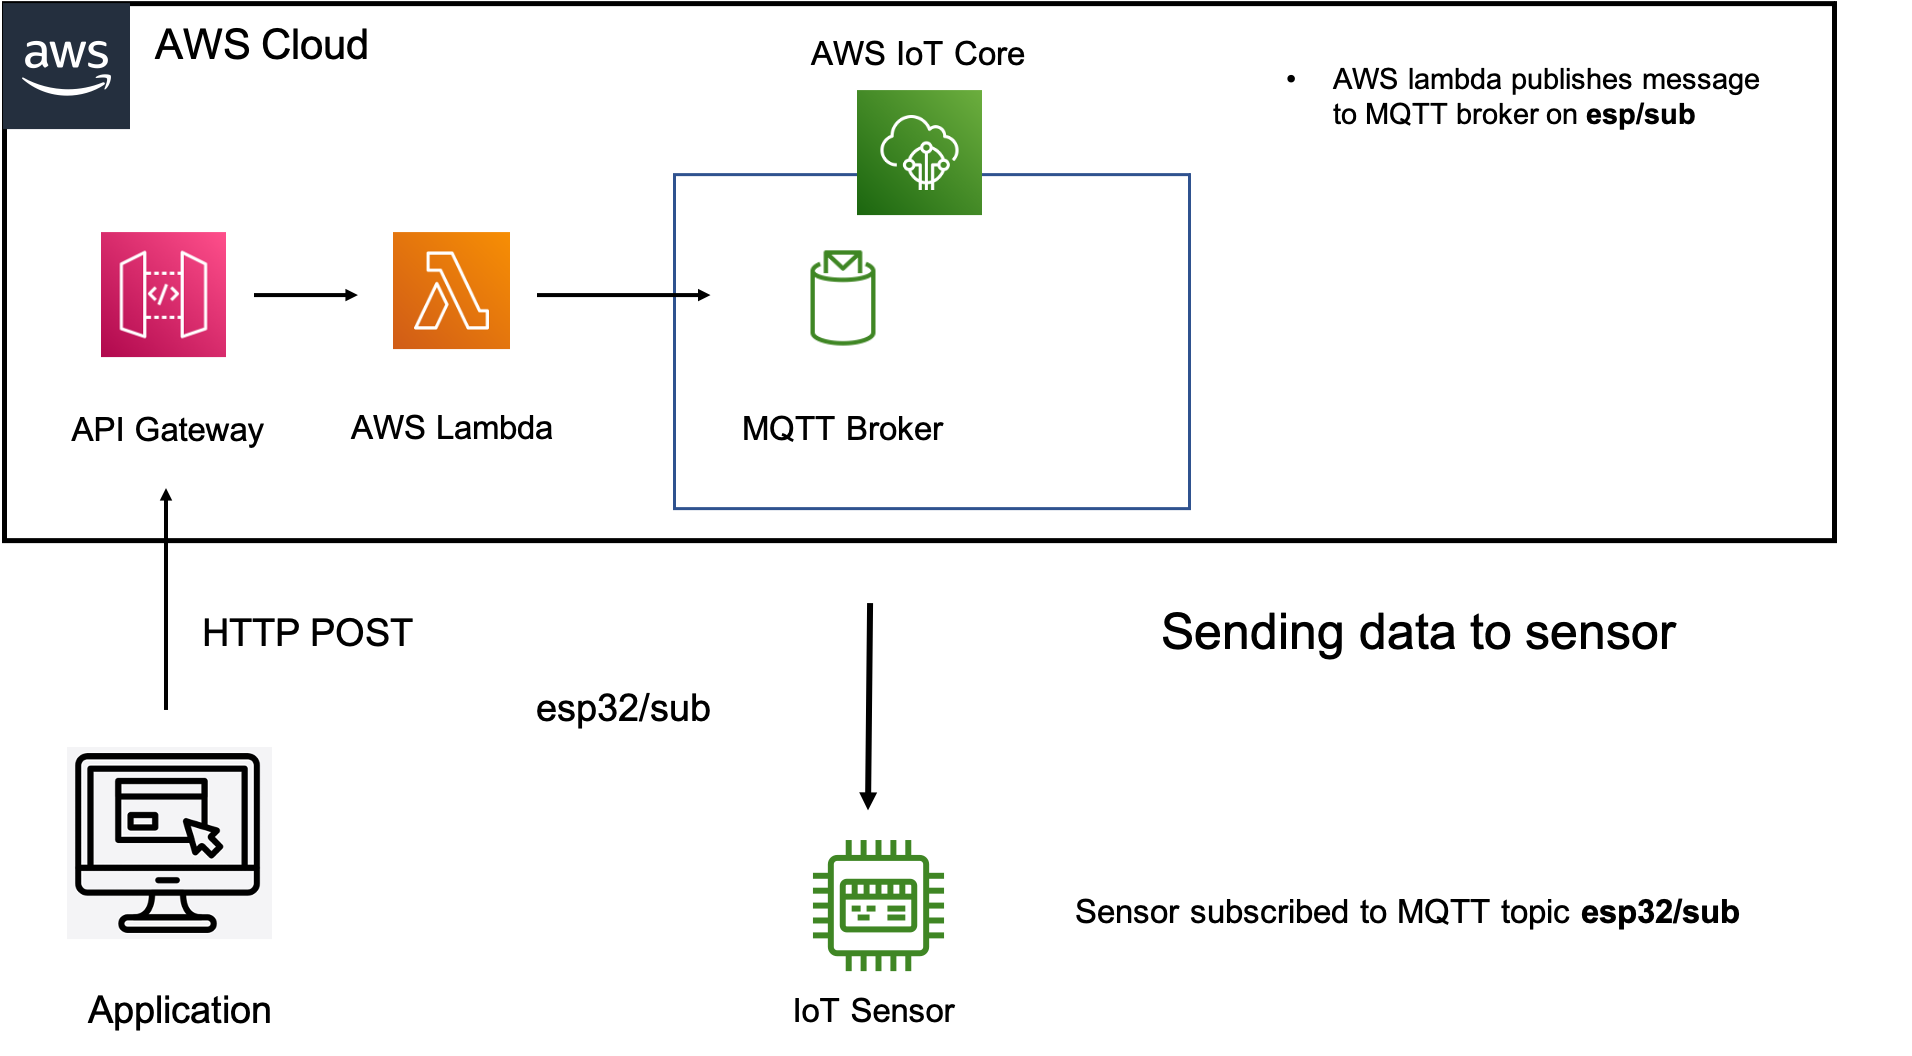 aws
AWS Cloud
AWS IoT Core
• AWS lambda publishes message
to MQTT broker on esp/sub
</>
API Gateway
AWS Lambda
MQTT Broker
HTTP POST
Sending data to sensor
esp32/sub
Sensor subscribed to MQTT topic esp32/sub
Application
IoT Sensor